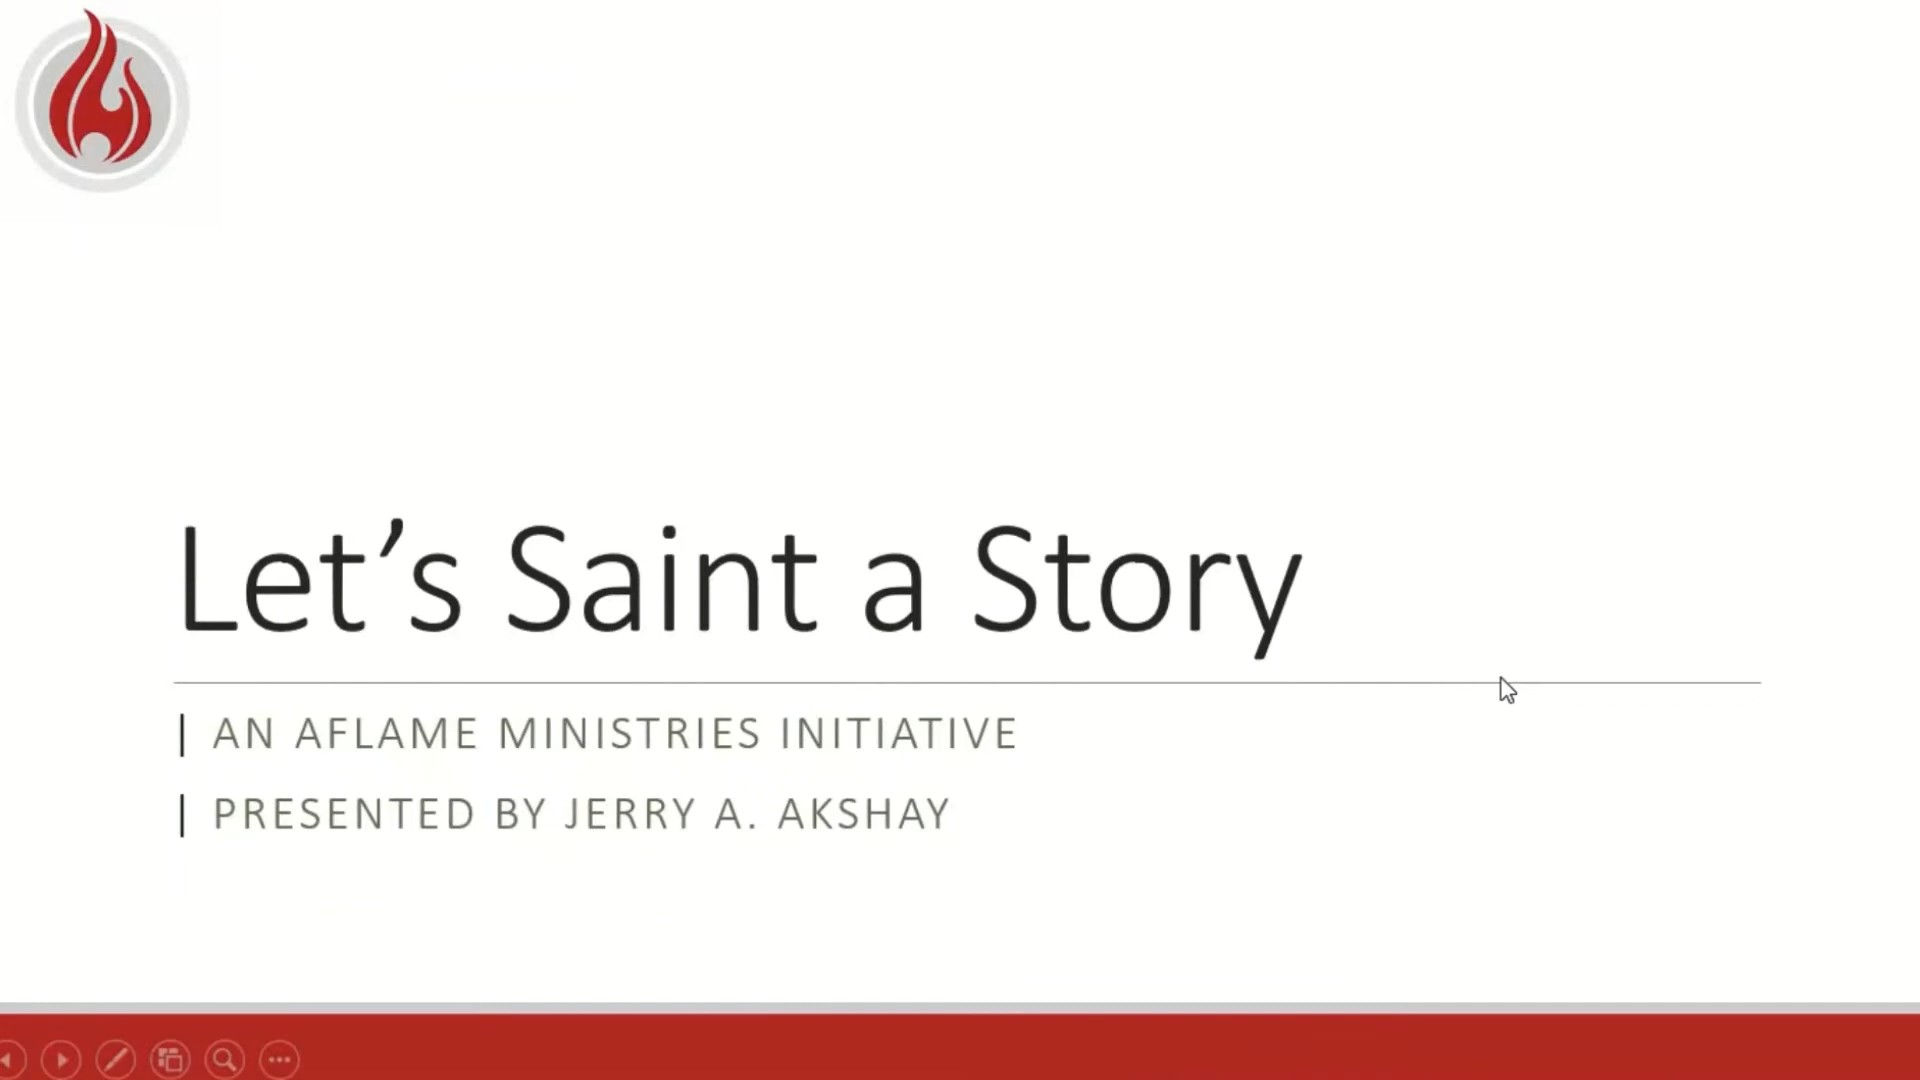 Let’s Saint a Story
| AN AFLAME MINISTRIES INITIATIVE
| PRESENTED BY JERRY A. AKSHAY